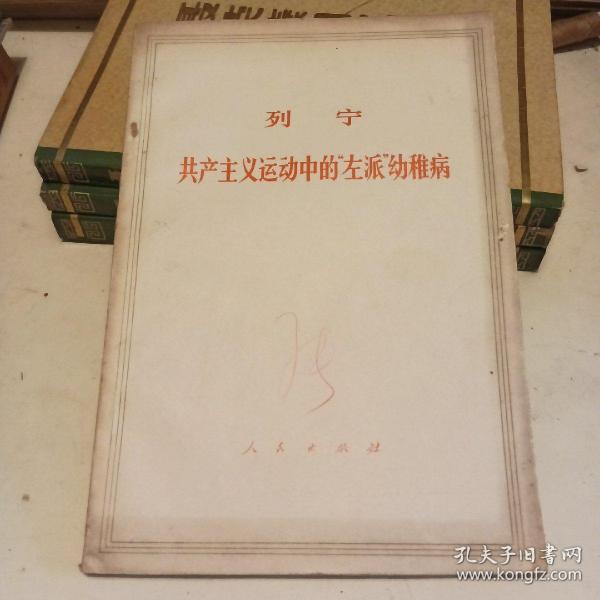 列 宁
共产主义运动中的“左派”幼稚病
人民出版社
孔夫子旧书网
www.kongfz.com